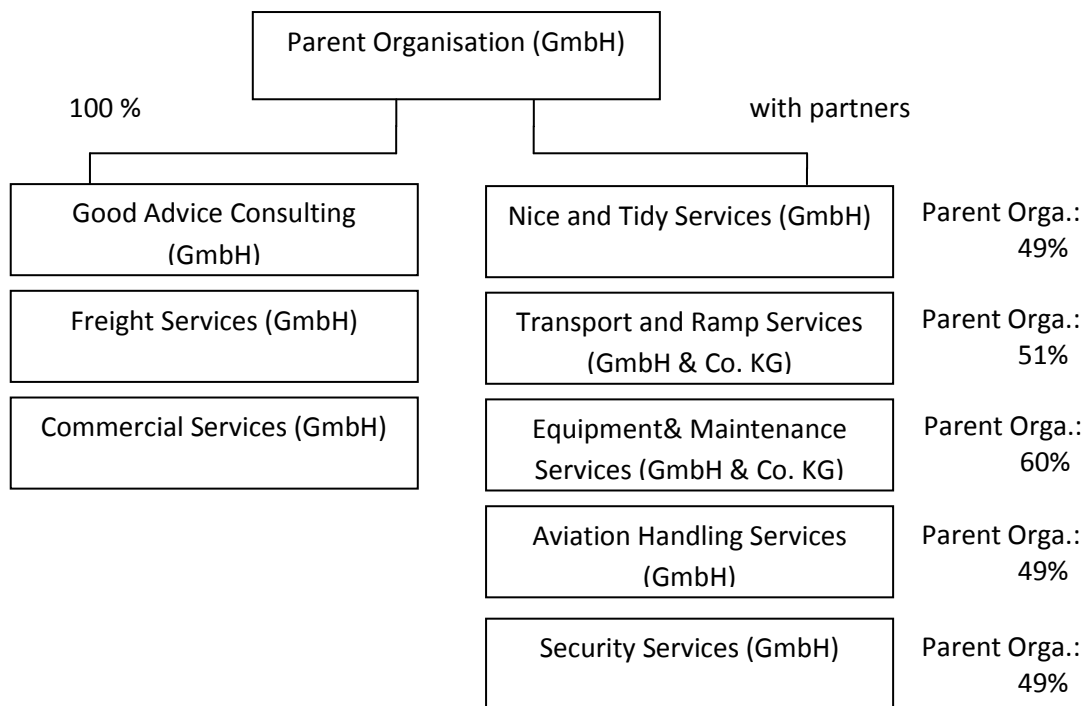 Parent Organisation (GmbH)
100 %
with partners
Good Advice Consulting
(GmbH)
Freight Services (GmbH)
Commercial Services (GmbH)
Nice and Tidy Services (GmbH)
Parent Orga.:
49%
Transport and Ramp Services
(GmbH & Co. KG)
Parent Orga.:
51%
Equipment& Maintenance
Services (GmbH & Co. KG)
Parent Orga.:
60%
Aviation Handling Services
(GmbH)
Parent Orga.:
49%
Security Services (GmbH)
Parent Orga.:
49%